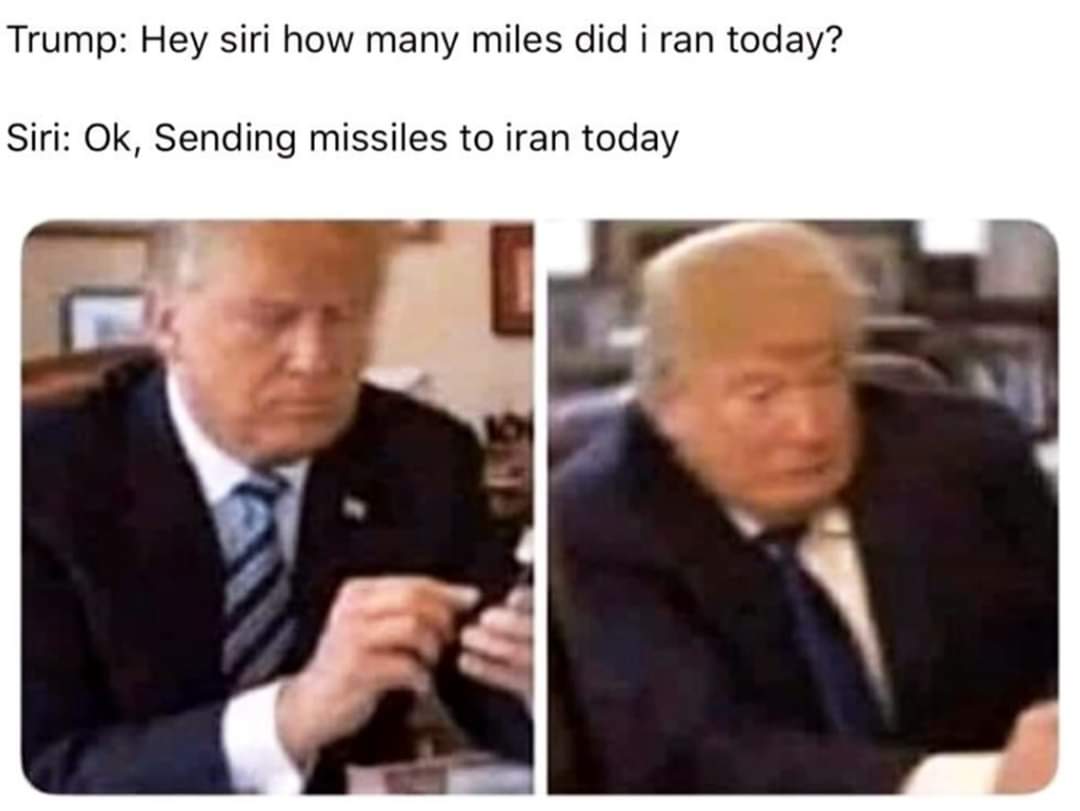 Trump: Hey siri how many miles did i ran today?
Siri: Ok, Sending missiles to iran today